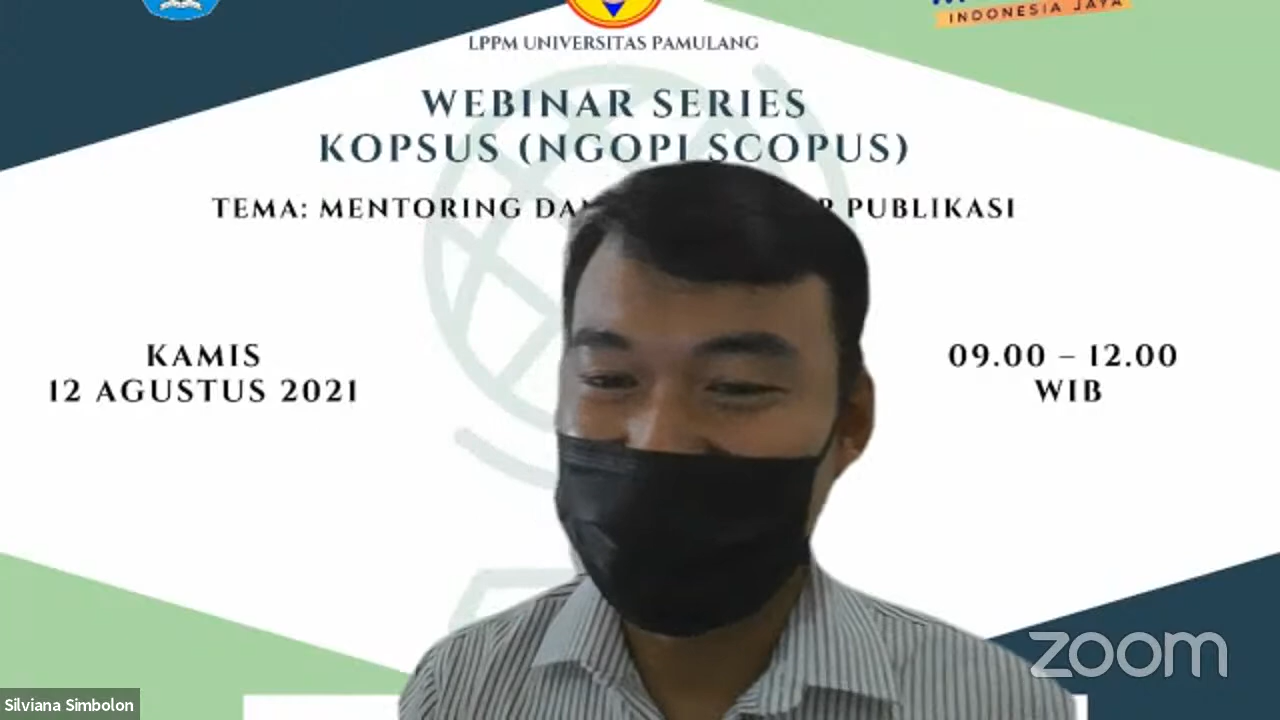 INDONESIA JAYA
LPPM UNIVERSITAS PAMULANG
WEBINAR SERIES
KOPSUS (NGOPI SCOPUS)
TEMA: MENTORING PUBLIKASI
KAMIS
12 AGUSTUS 2021
09.00 – 12.00
WIB
zoom
Silviana Simbolon